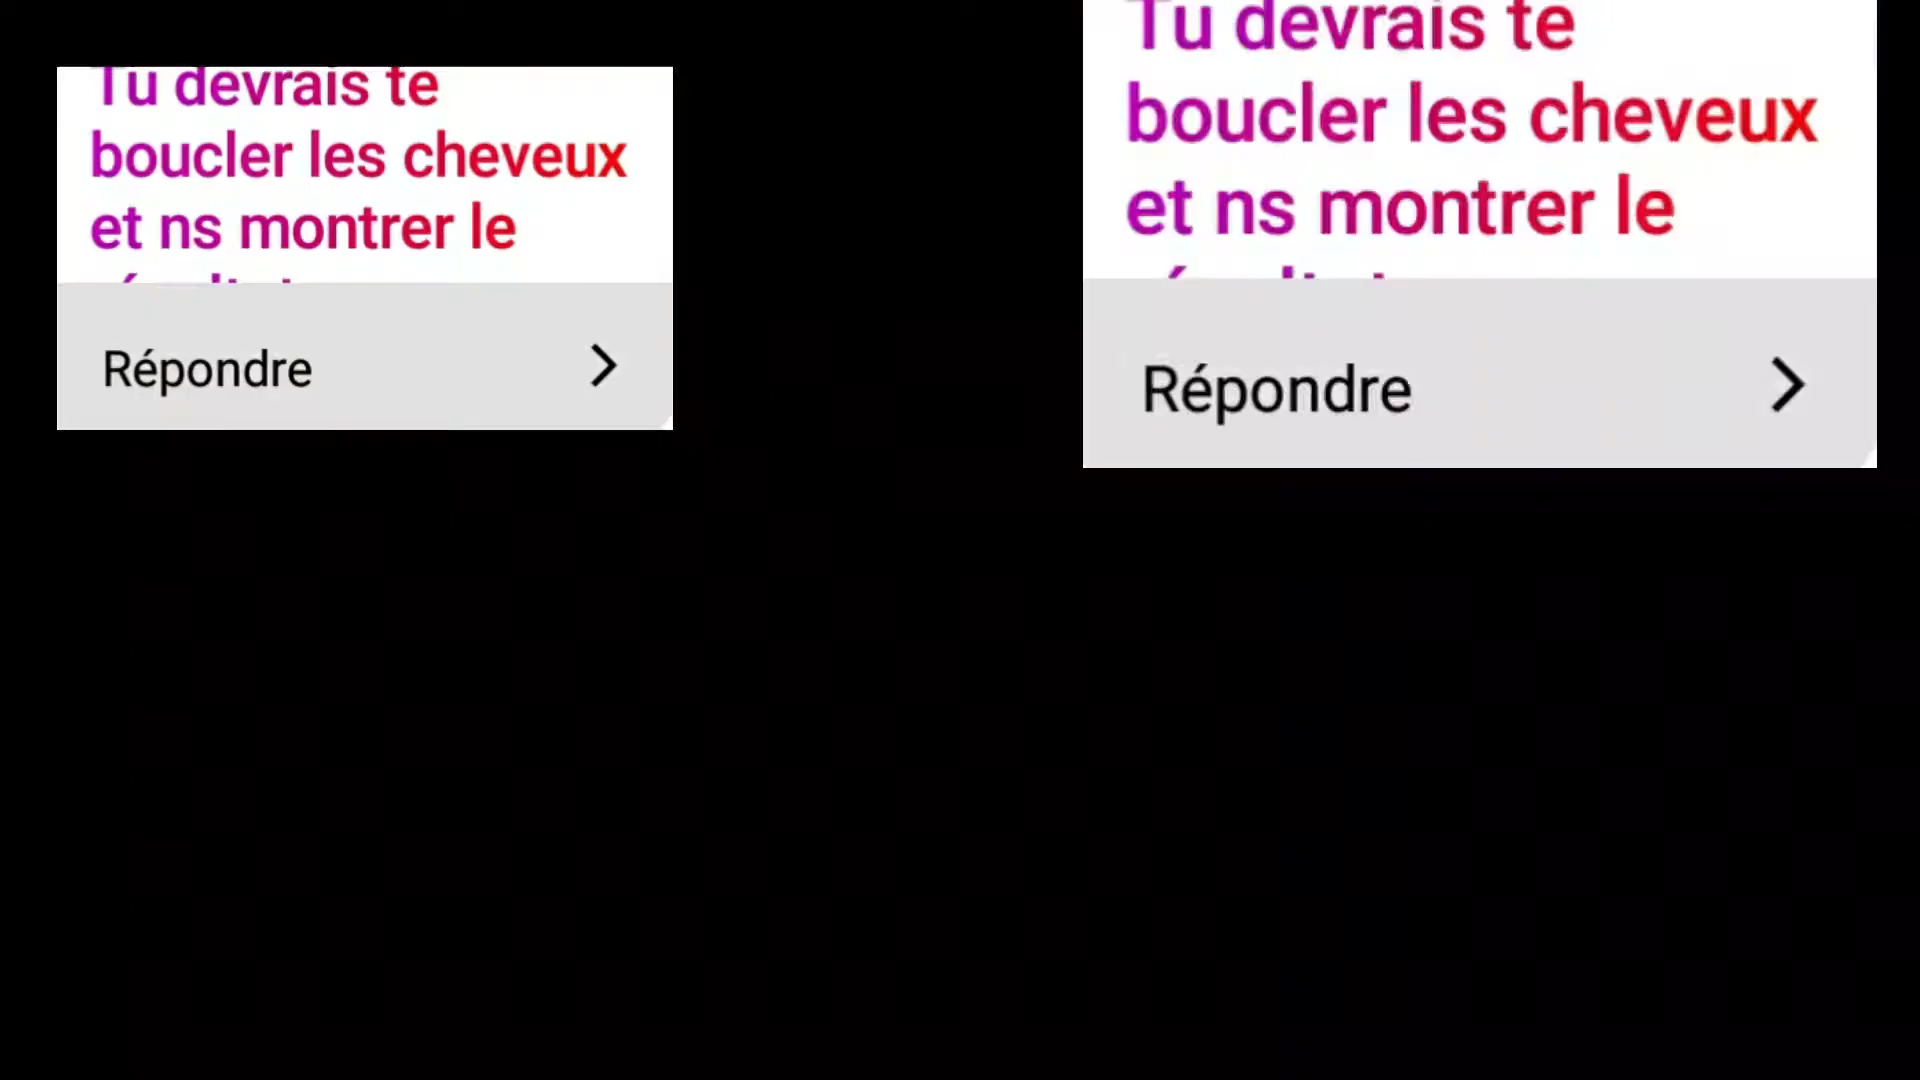 Tu devrais te
boucler les cheveux
et ns montrer le
Répondre
Tu devrais te
boucler les cheveux
et ns montrer le
Répondre